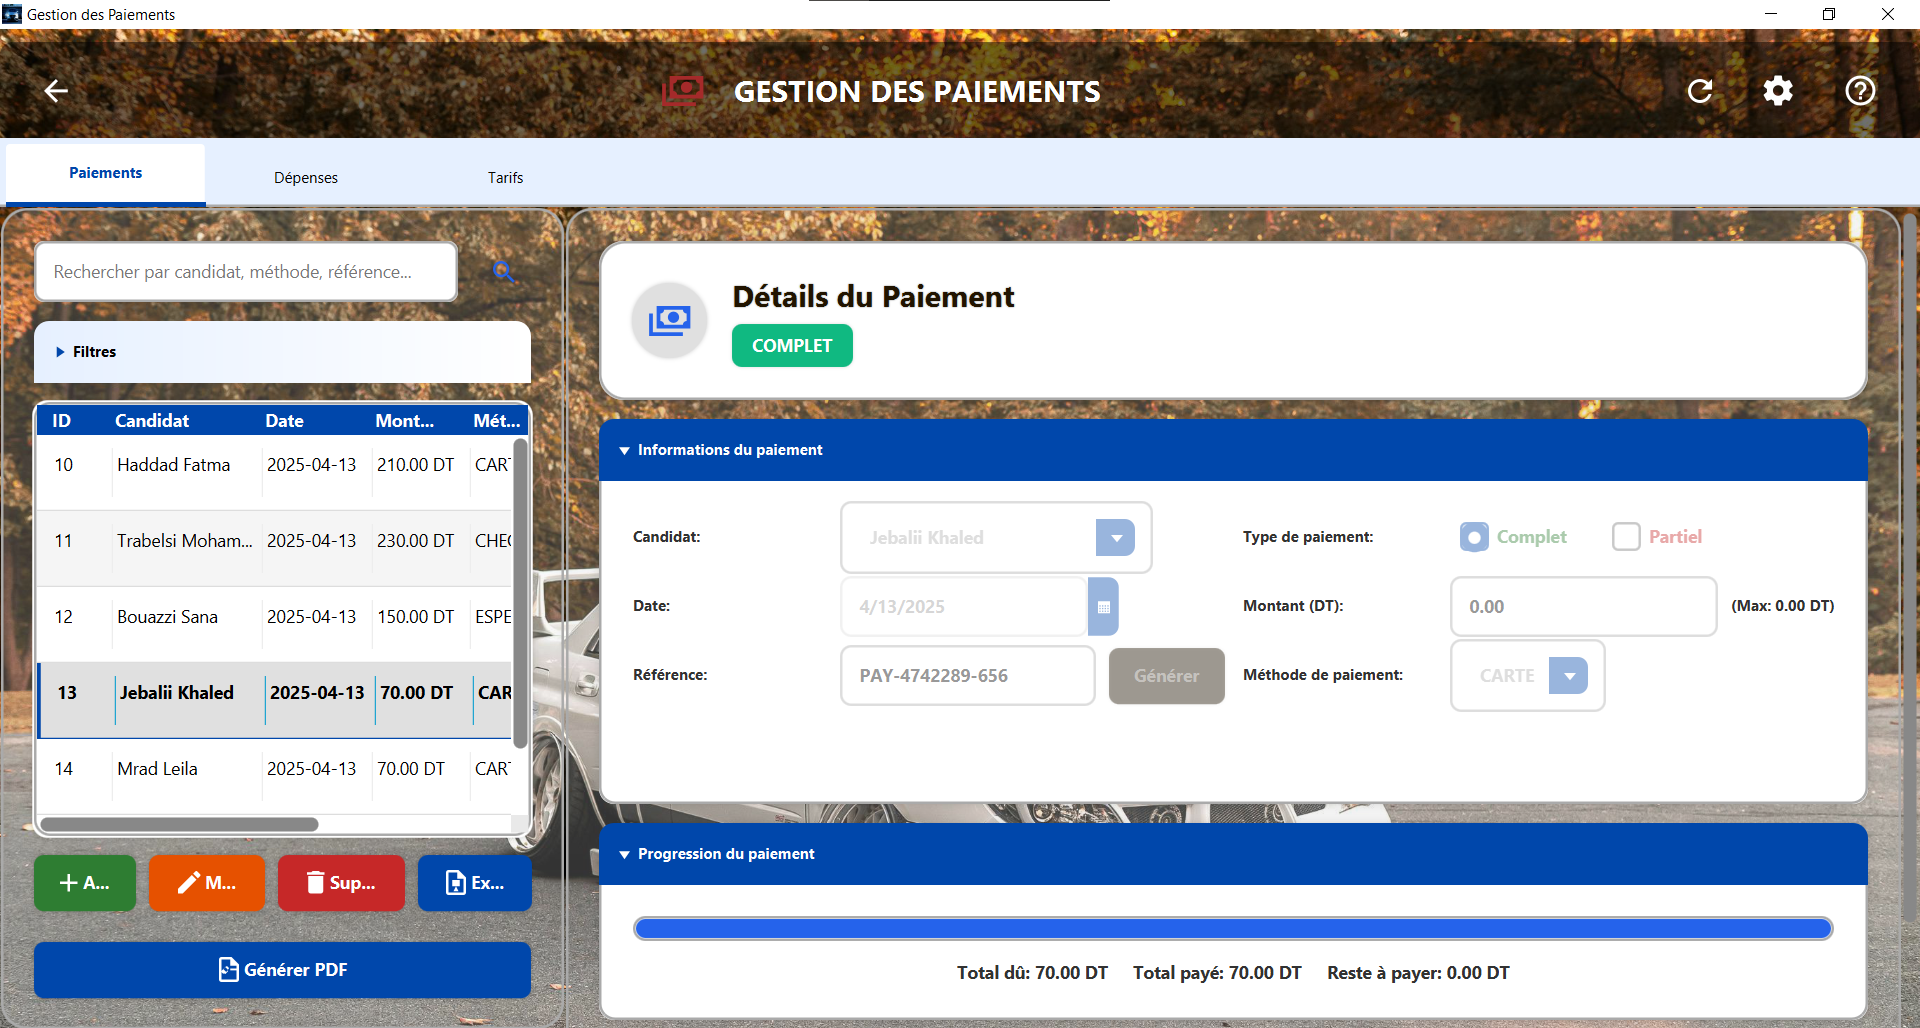 Gestion des Paiements
GESTION DES PAIEMENTS
Paiements Dépenses Tarifs
Rechercher par candidat, méthode, référence...
Filtres
ID Candidat Date Mont... Mét...
10 Haddad Fatma 2025-04-13 210.00 DT CART
11 Trabelsi Moham... 2025-04-13 230.00 DT CHEC
12 Bouazzi Sana 2025-04-13 150.00 DT ESPE
13 Jebalii Khaled 2025-04-13 70.00 DT CAR
14 Mrad Leila 2025-04-13 70.00 DT CART
A... M... Sup... Ex...
Générer PDF
Détails du Paiement
COMPLET
Informations du paiement
Candidat: Jebalii Khaled Type de paiement: Complet Partiel
Date: 4/13/2025 Montant (DT): 0.00 (Max: 0.00 DT)
Référence: PAY-4742289-656 Générer Méthode de paiement: CARTE
Progression du paiement
Total dû: 70.00 DT Total payé: 70.00 DT Reste à payer: 0.00 DT